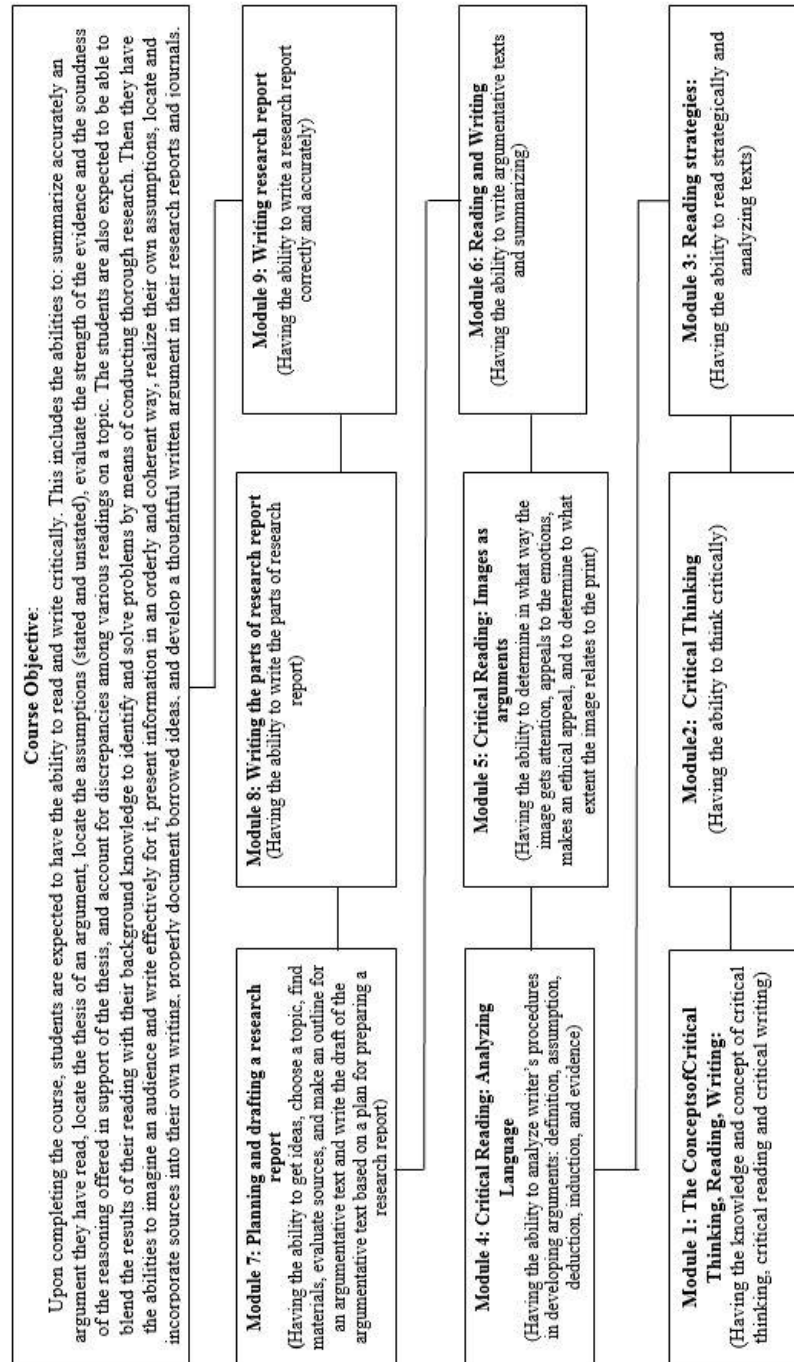 Course Objective:
Upon completing the course, students are expected to have the ability to read and write critically. This includes the abilities to: summarize accurately an
argument they have read, locate the thesis of an argument, locate the assumptions (stated and unstated), evaluate the strength of the evidence and the soundness
of the reasoning offered in support of the thesis, and account for discrepancies among various readings on a topic. The students are also expected to be able to
blend the results of their reading with their background knowledge to identify and solve problems by means of conducting thorough research. Then they have
the abilities to imagine an audience and write effectively for it, present information in an orderly and coherent way, realize their own assumptions, locate and
incorporate sources into their own writing, properly document borrowed ideas, and develop a thoughtful written argument in their research reports and journals.
Module 7: Planning and drafting a research
report
(Having the ability to get ideas, choose a topic, find
materials, evaluate sources, and make an outline for
an argumentative text and write the draft of the
argumentative text based on a plan for preparing a
research report)
Module 8: Writing the parts of research report
(Having the ability to write the parts of research
report)
Module 9: Writing research report
(Having the ability to write a research report
correctly and accurately)
Module 4: Critical Reading: Analyzing
Language
(Having the ability to analyze writer's procedures
in developing arguments: definition, assumption,
deduction, induction, and evidence)
Module 5: Critical Reading: Images as
arguments
(Having the ability to determine in what way the
image gets attention, appeals to the emotions,
makes an ethical appeal, and to determine to what
extent the image relates to the print)
Module 6: Reading and Writing
(Having the ability to write argumentative texts
and summarizing)
Module 1: The ConceptsofCritical
Thinking, Reading, Writing:
(Having the knowledge and concept of critical
thinking, critical reading and critical writing)
Module2: Critical Thinking
(Having the ability to think critically)
Module 3: Reading strategies:
(Having the ability to read strategically and
analyzing texts)